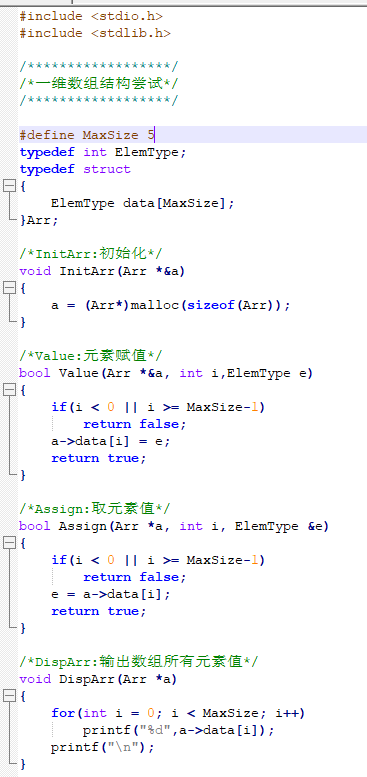 #include <stdio.h>
#include <stdlib.h>
/******************/
/*一维数组结构尝试*/
/******************/
#define MaxSize 5
typedef int ElemType;
typedef struct
{
    ElemType data[MaxSize];
}Arr;
/*InitArr:初始化*/
void InitArr(Arr *&a)
{
    a = (Arr*)malloc(sizeof(Arr));
}
/*Value:元素赋值*/
bool Value(Arr *&a, int i,ElemType e)
{
    if(i < 0 || i >= MaxSize-1)
        return false;
    a->data[i] = e;
    return true;
}
/*Assign:取元素值*/
bool Assign(Arr *a, int i, ElemType &e)
{
    if(i < 0 || i >= MaxSize-1)
        return false;
    e = a->data[i];
    return true;
}
/*DispArr:输出数组所有元素值*/
void DispArr(Arr *a)
{
    for(int i = 0; i < MaxSize; i++)
        printf("%d",a->data[i]);
    printf("\n");
}